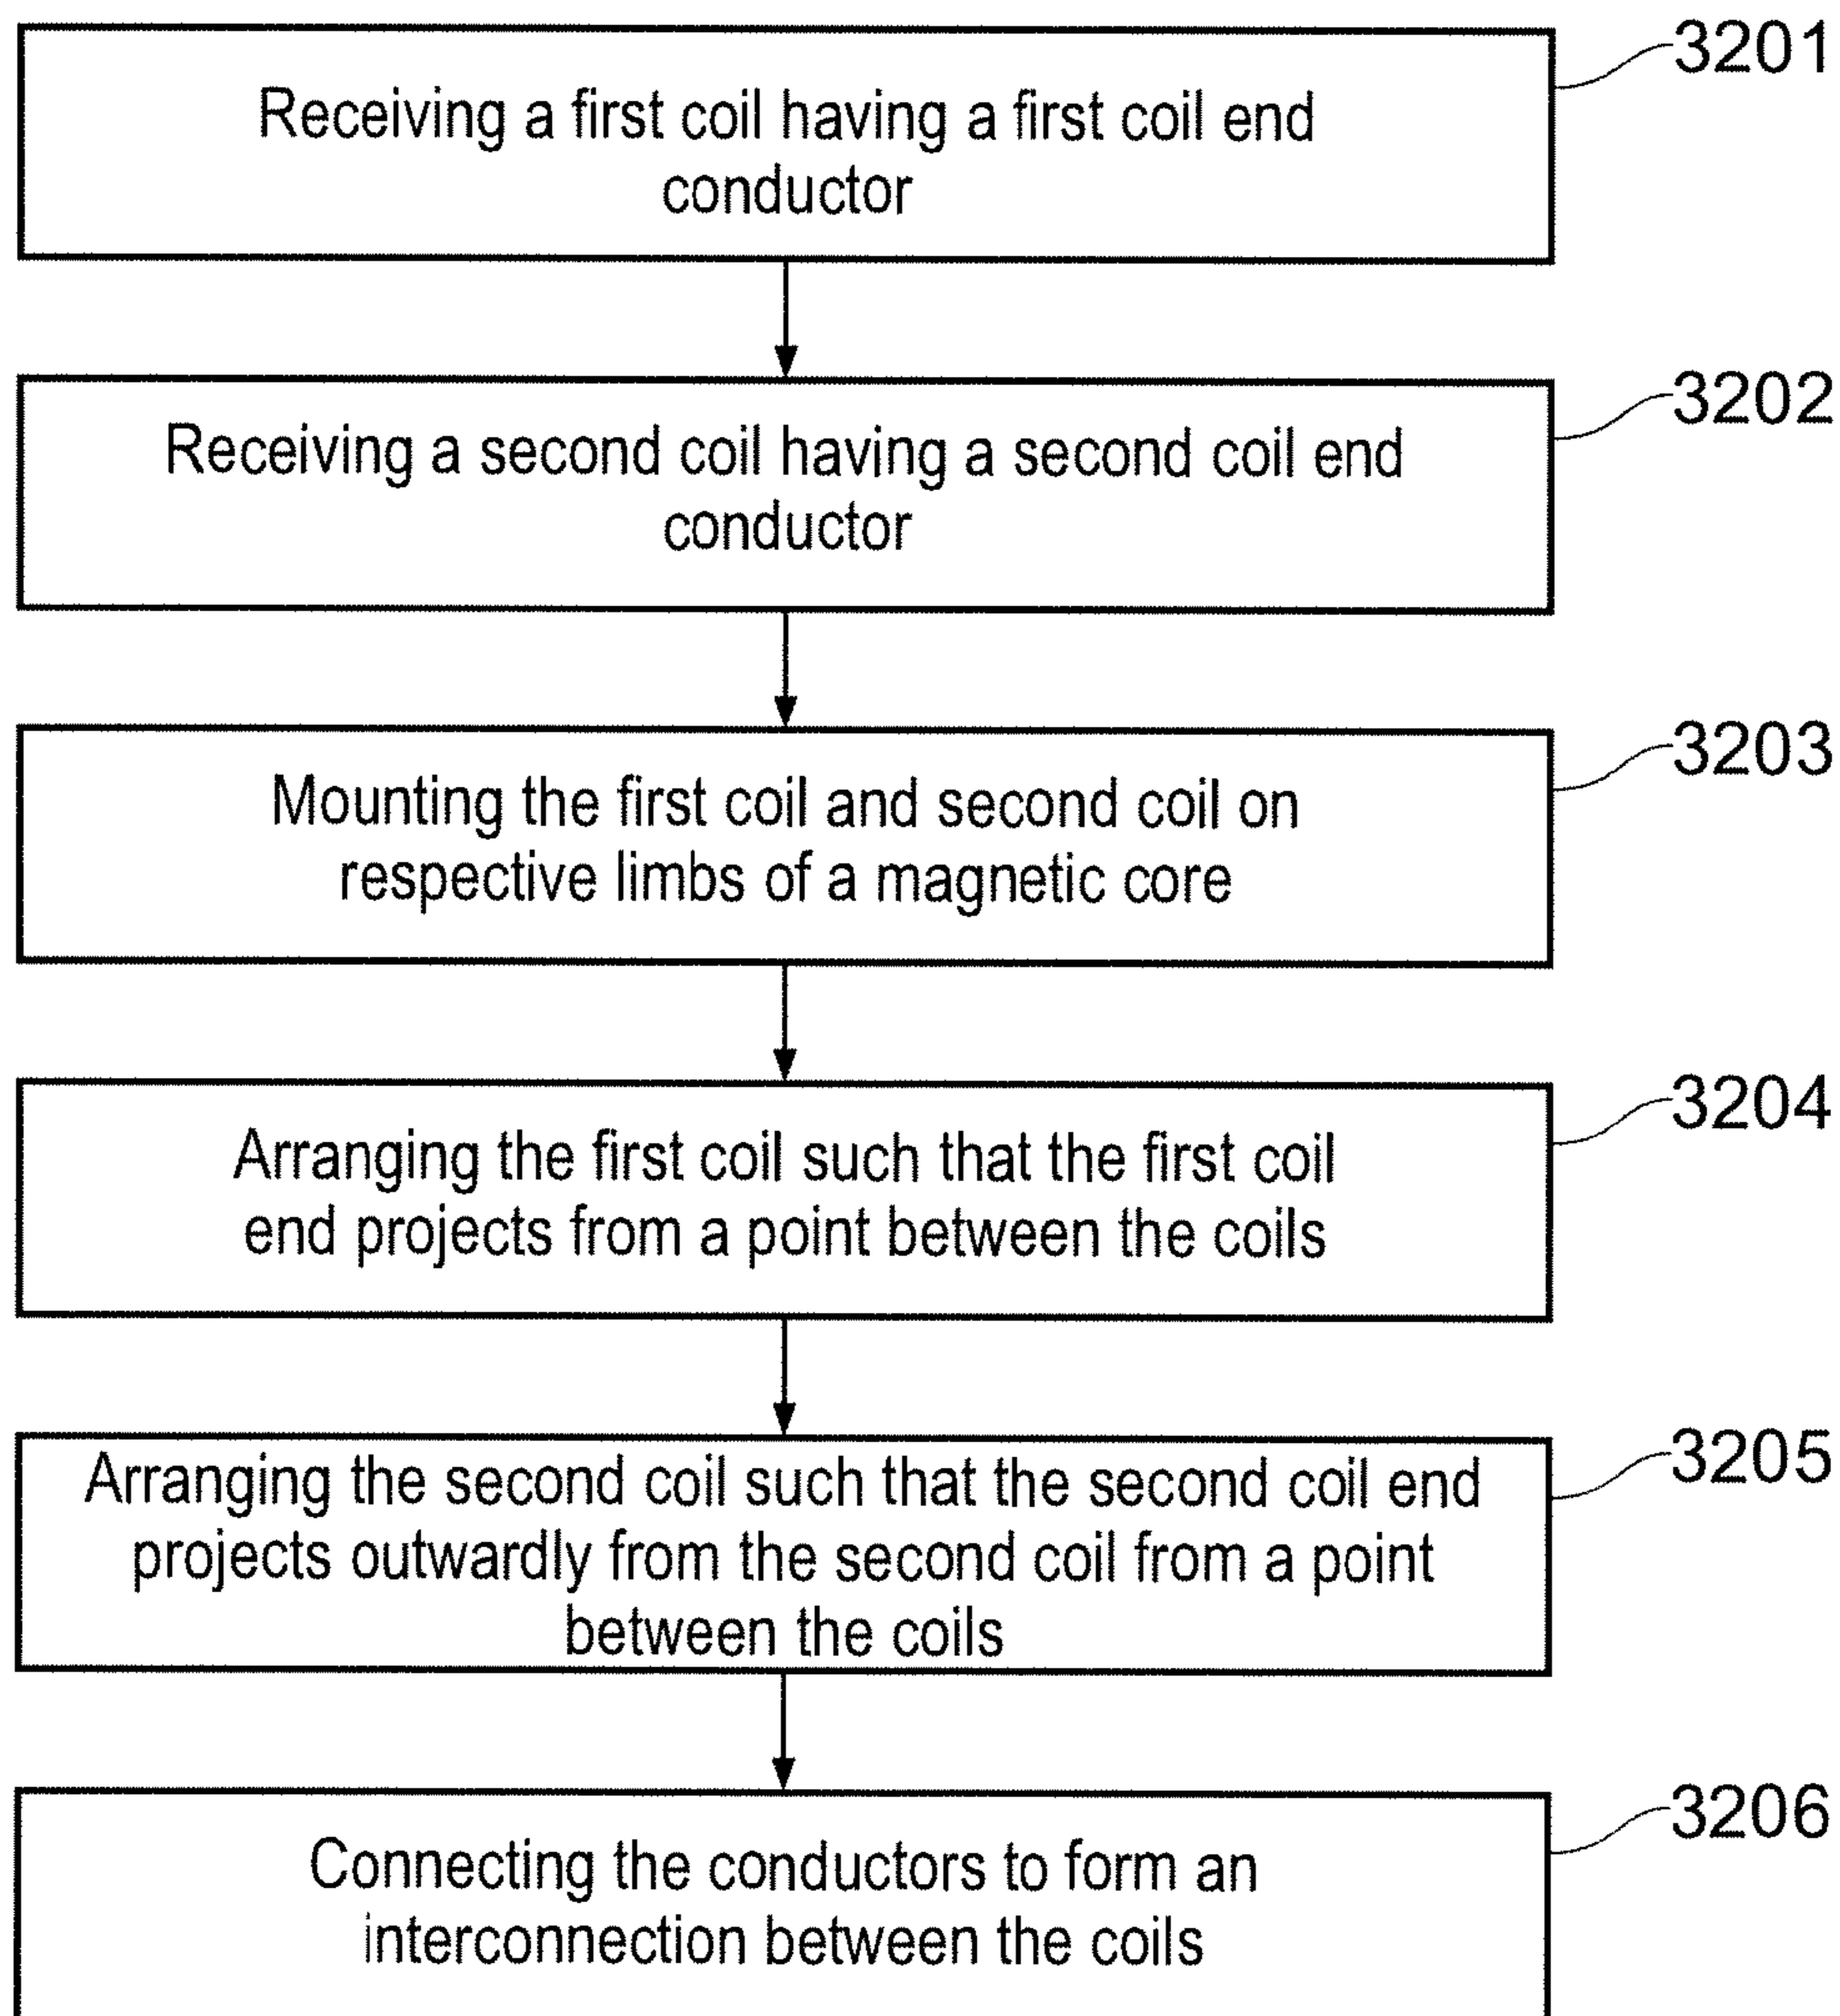 3201
Receiving a first coil having a first coil end
conductor
3202
Receiving a second coil having a second coil end
conductor
3203
Mounting the first coil and second coil on
respective limbs of a magnetic core
3204
Arranging the first coil such that the first coil
end projects from a point between the coils
3205
Arranging the second coil such that the second coil end
projects outwardly from the second coil from a point
between the coils
3206
Connecting the conductors to form an
interconnection between the coils